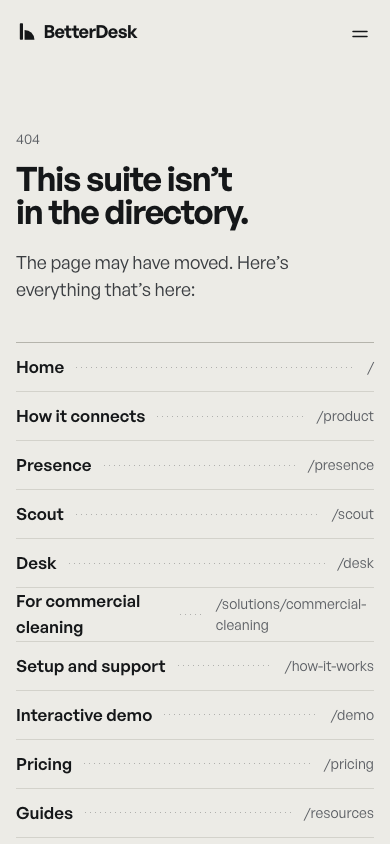 BetterDesk
404
This suite isn’t
in the directory.
The page may have moved. Here’s
everything that’s here:
Home /
How it connects /product
Presence /presence
Scout /scout
Desk /desk
For commercial /solutions/commercial-
cleaning cleaning
Setup and support /how-it-works
Interactive demo /demo
Pricing /pricing
Guides /resources